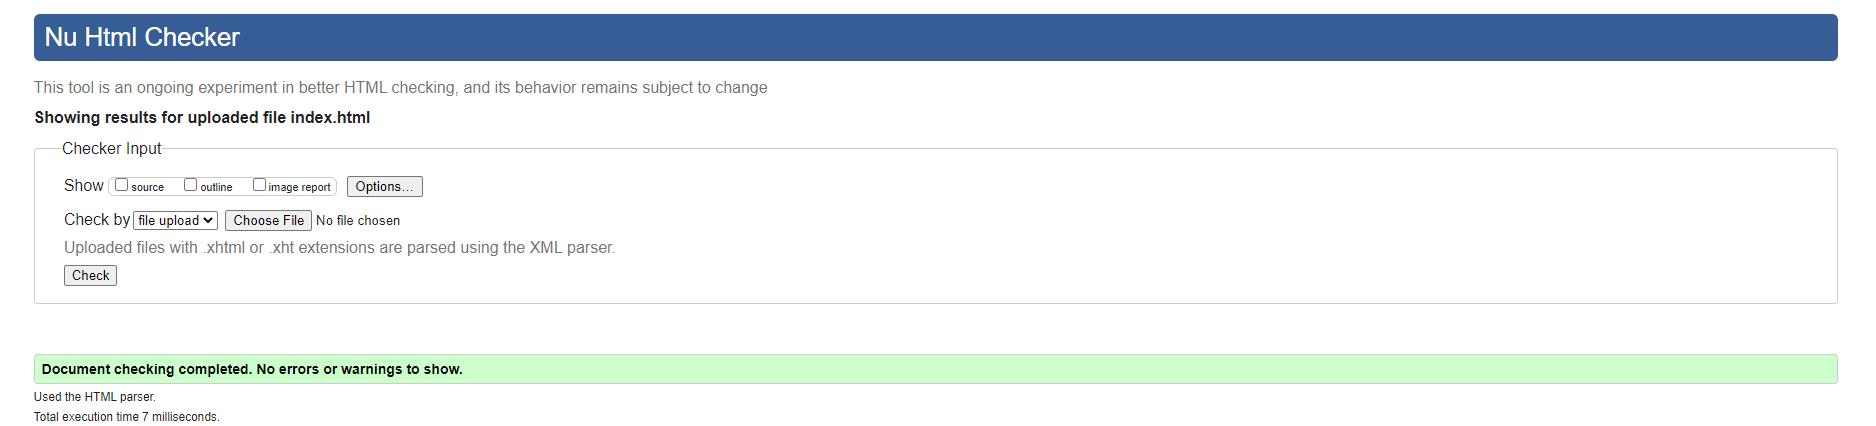 Nu Html Checker
This tool is an ongoing experiment in better HTML checking, and its behavior remains subject to change
Showing results for uploaded file index.html
Checker Input
Show source outline image report Options...
Check by file upload Choose File No file chosen
Uploaded files with .xhtml or .xht extensions are parsed using the XML parser.
Check
Document checking completed. No errors or warnings to show.
Used the HTML parser.
Total execution time 7 milliseconds.